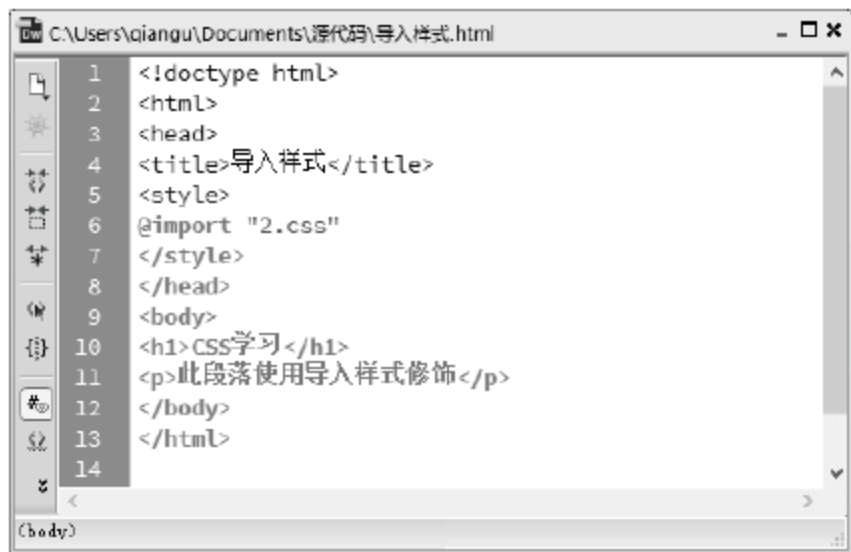 Dw C:\Users\qiangu\Documents\源代码\导入样式.html
1 <!doctype html>
2 <html>
3 <head>
4 <title>导入样式</title>
5 <style>
6 @import "2.css"
7 </style>
8 </head>
9 <body>
10 <h1>CSS学习</h1>
11 <p>此段落使用导入样式修饰</p>
12 </body>
13 </html>
14
(body)